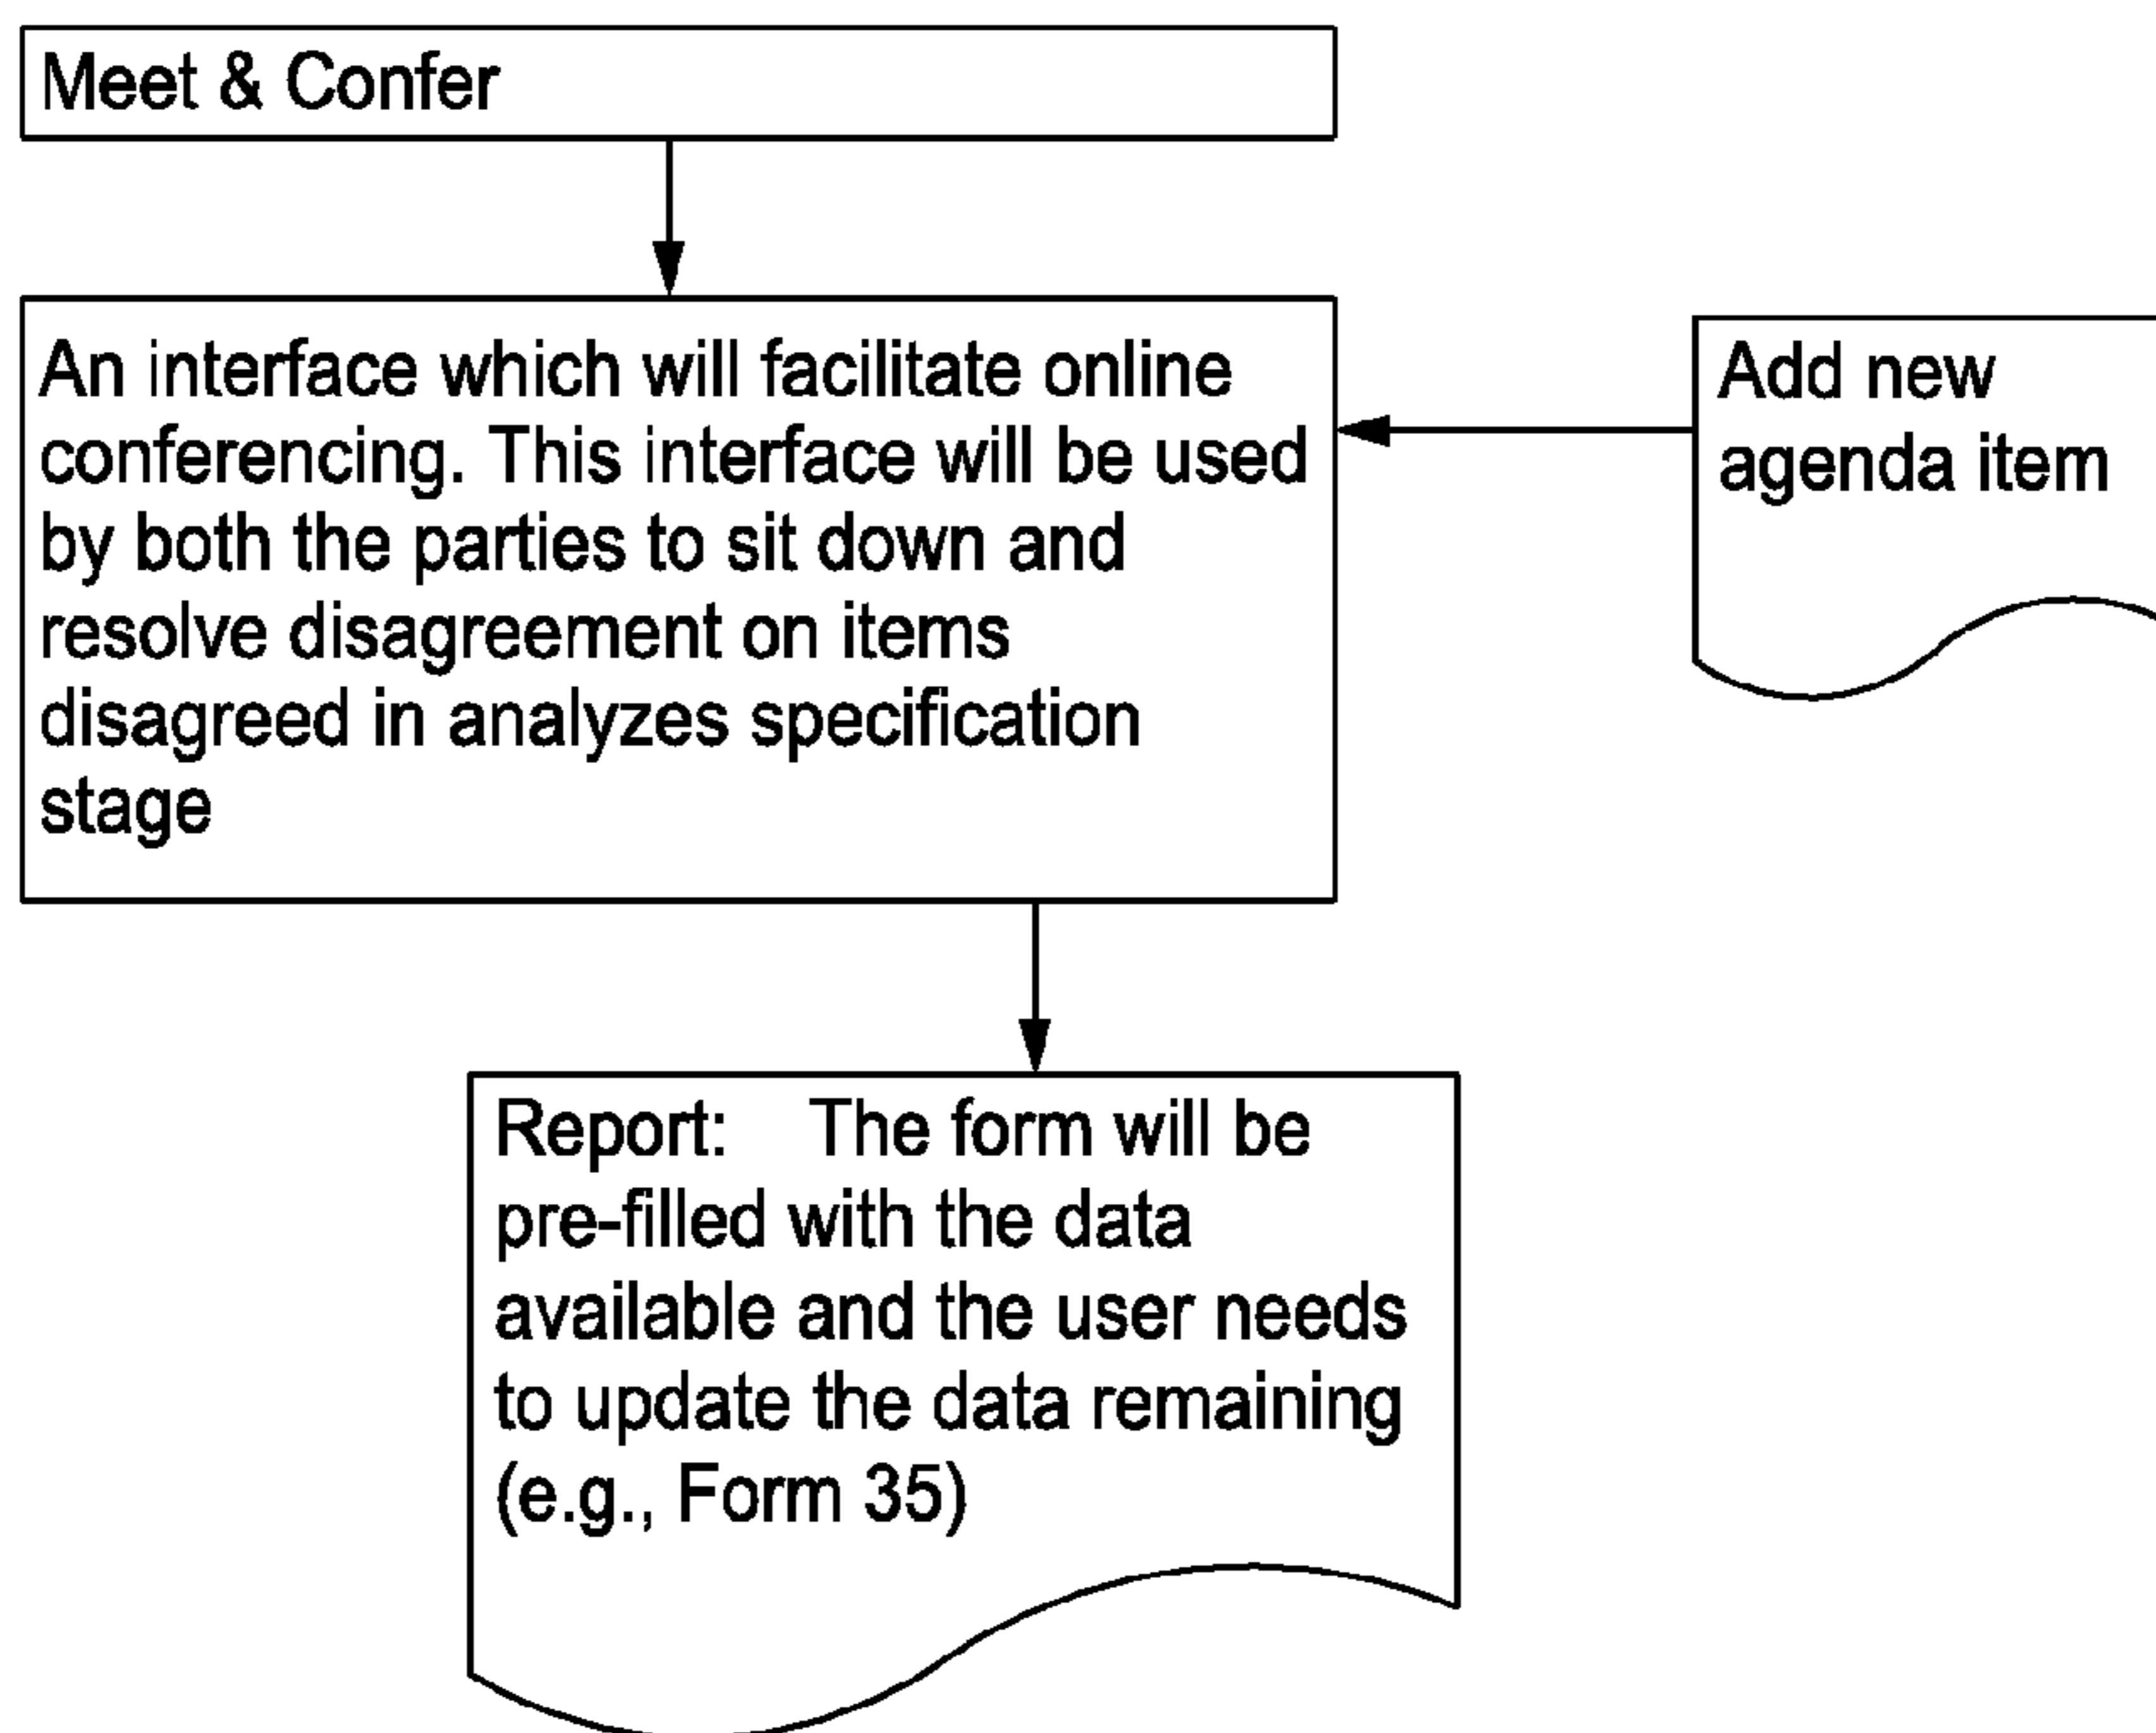 Meet & Confer
An interface which will facilitate online
conferencing. This interface will be used
by both the parties to sit down and
resolve disagreement on items
disagreed in analyzes specification
stage
Add new
agenda item
Report: The form will be
pre-filled with the data
available and the user needs
to update the data remaining
(e.g., Form 35)